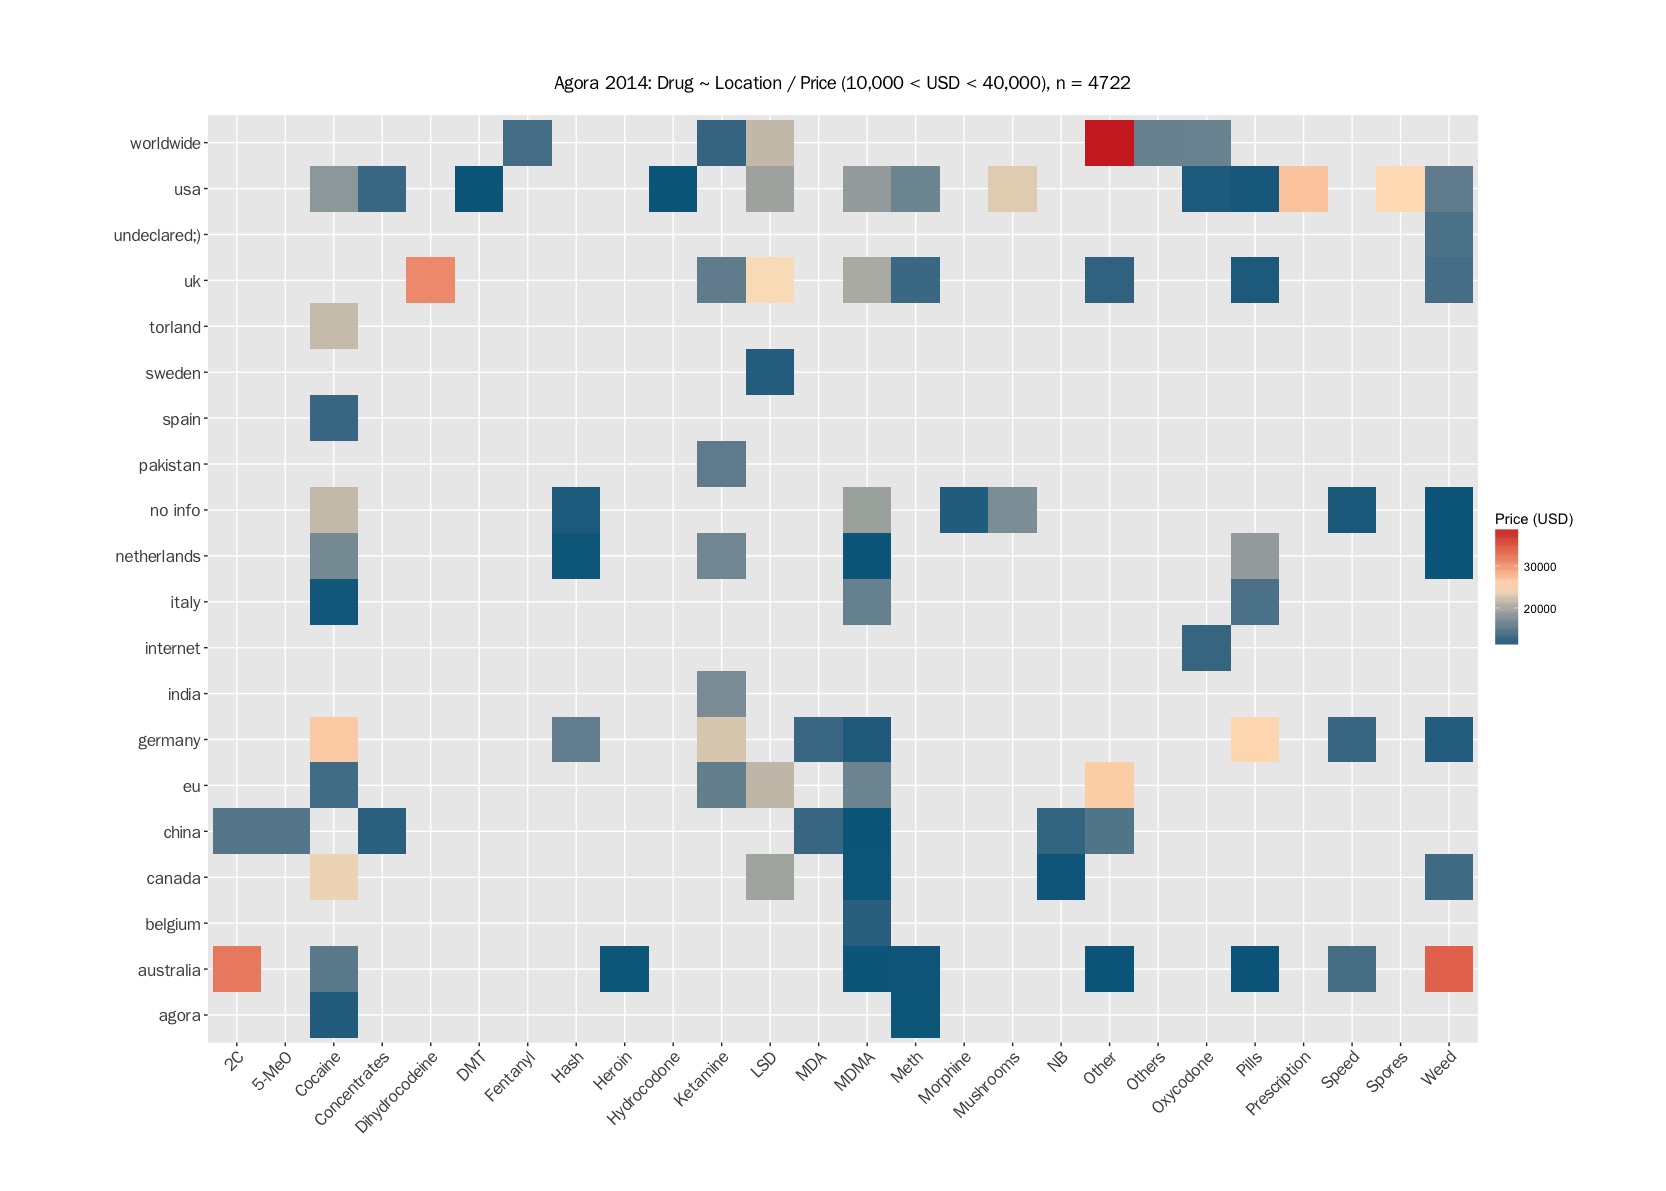 Agora 2014: Drug ~ Location / Price (10,000 < USD < 40,000), n = 4722
worldwide
usa
undeclared;)
uk
torland
sweden
spain
pakistan
no info
netherlands
italy
internet
india
germany
eu
china
canada
belgium
australia
agora
Price (USD)
30000
20000
2C
5-MeO
Cocaine
Concentrates
Dihydrocodeine
DMT
Fentanyl
Hash
Heroin
Hydrocodone
Ketamine
LSD
MDA
MDMA
Meth
Morphine
Mushrooms
NB
Other
Others
Oxycodone
Pills
Prescription
Speed
Spores
Weed